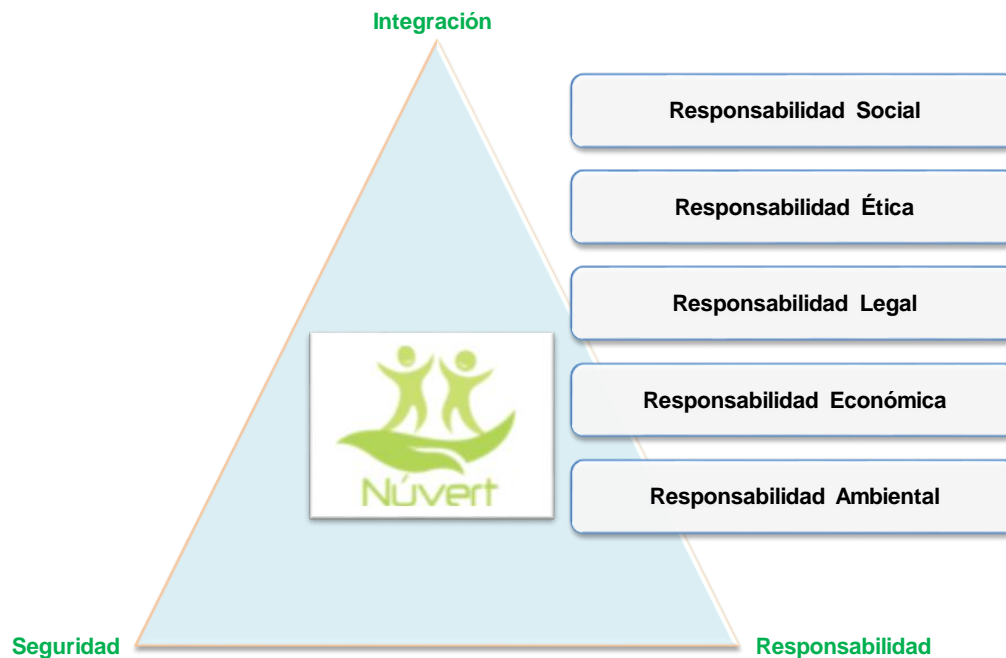 Integración
Responsabilidad Social
Responsabilidad Ética
Responsabilidad Legal
Responsabilidad Económica
Responsabilidad Ambiental
Núvert
Seguridad
Responsabilidad